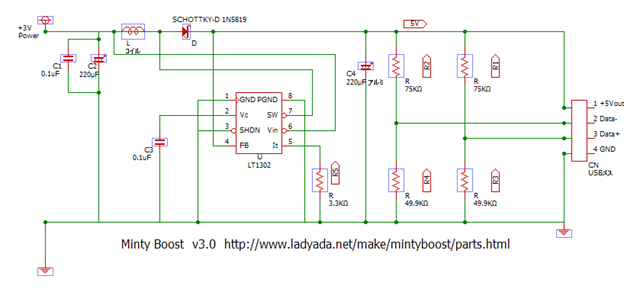 SCHOTTKY-D 1N5819
+3V
Power
L
コイル
D
5V
C1
0.1uF
C2
220μF
C4
220μF アルミ
R2
R
75KΩ
R1
R
75KΩ
1 GND PGND 8
2 Vc SW 7
3 SHDN Vin 6
4 FB It 5
U
LT1302
C3
0.1uF
R5
R
3.3KΩ
R4
R
49.9KΩ
R3
R
49.9KΩ
1 +5Vout
2 Data-
3 Data+
4 GND
CN
USBメス
Minty Boost v3.0 http://www.ladyada.net/make/mintyboost/parts.html